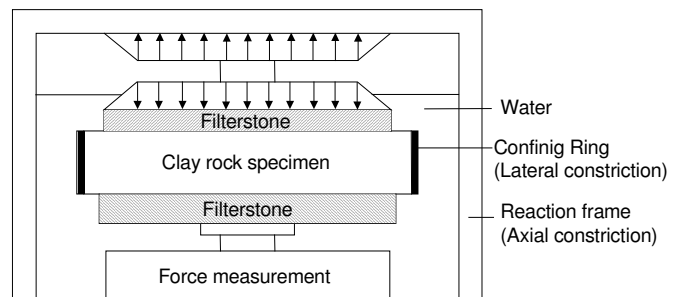 Water
Filterstone
Confinig Ring
(Lateral constriction)
Clay rock specimen
Filterstone
Reaction frame
(Axial constriction)
Force measurement